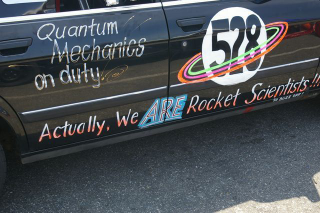 Quantum
Mechanics
on duty.
528
Actually, We ARE Rocket Scientists !!